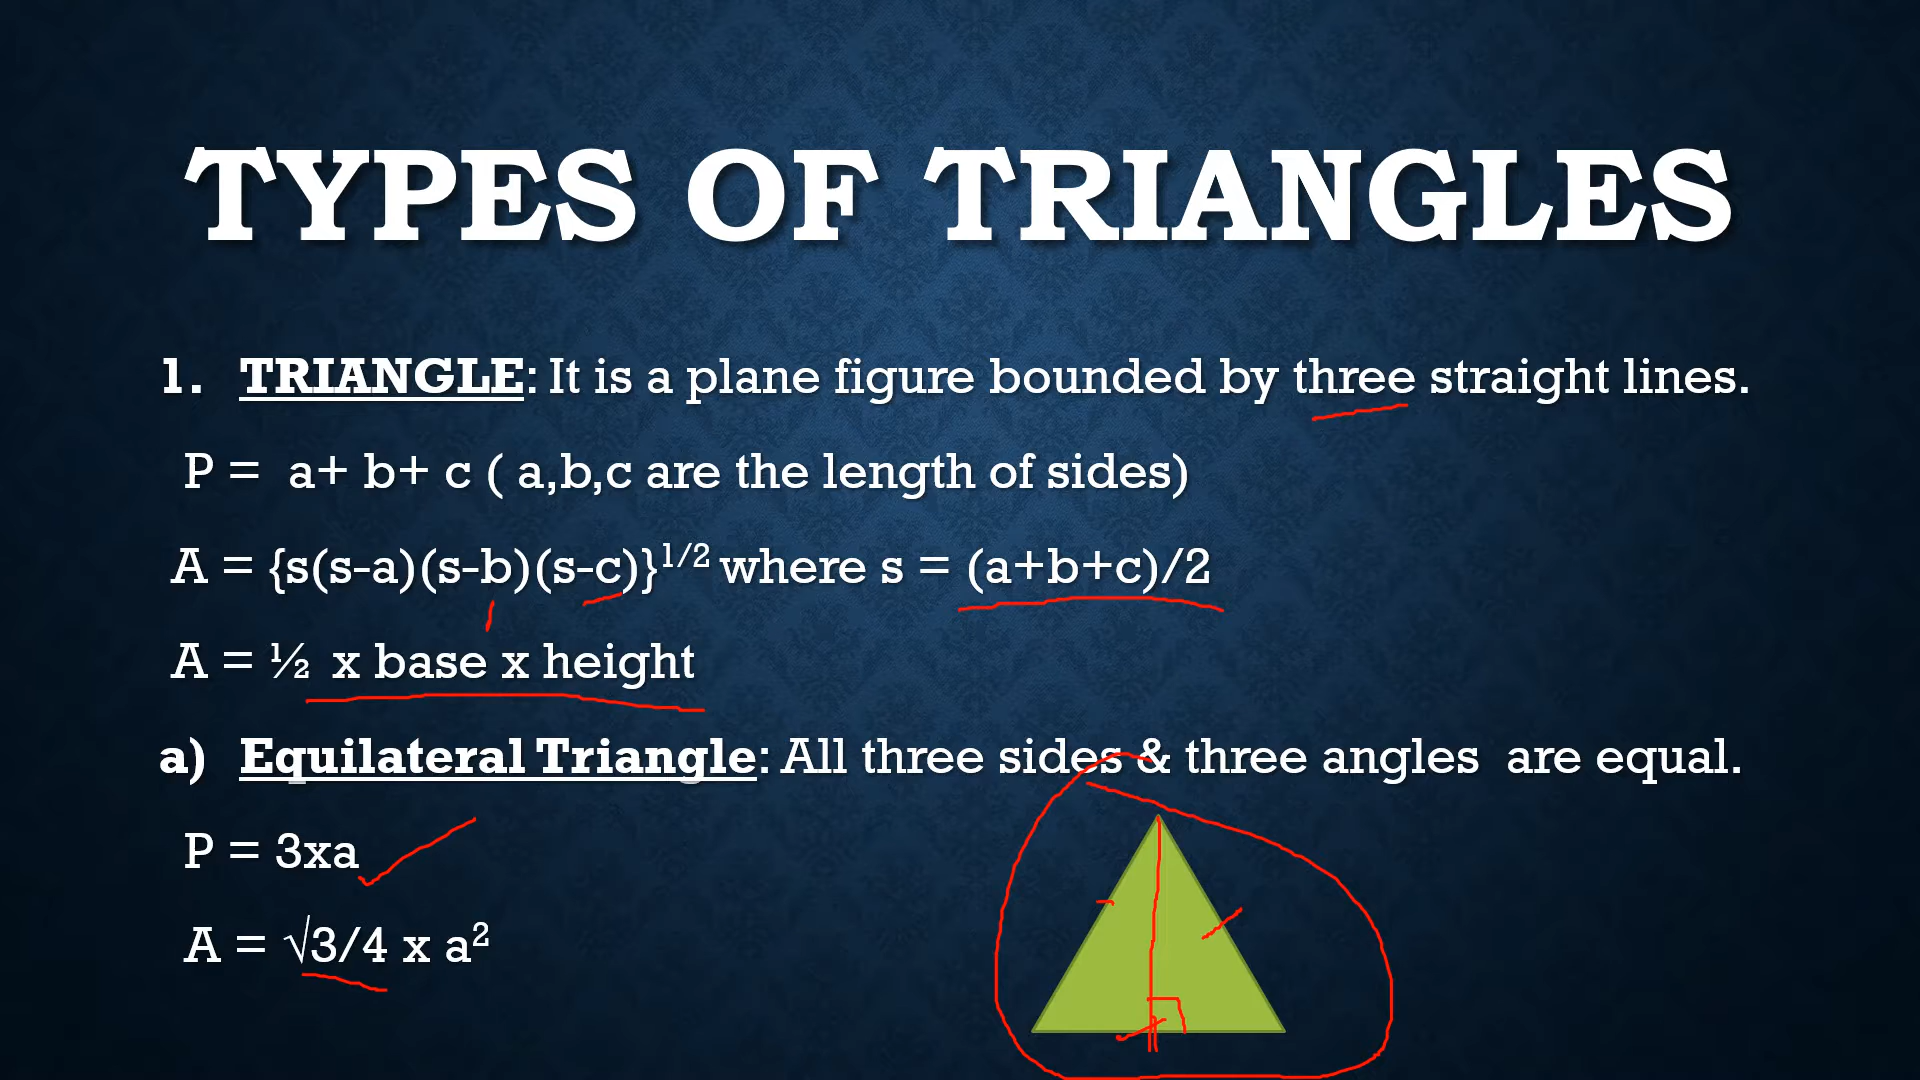 TYPES OF TRIANGLES
1. TRIANGLE: It is a plane figure bounded by three straight lines.
P = a+ b+ c ( a,b,c are the length of sides)
A = {s(s-a)(s-b)(s-c)}¹/² where s = (a+b+c)/2
A = ½ x base x height
a) Equilateral Triangle: All three sides & three angles are equal.
P = 3xa
A = √3/4 x a²